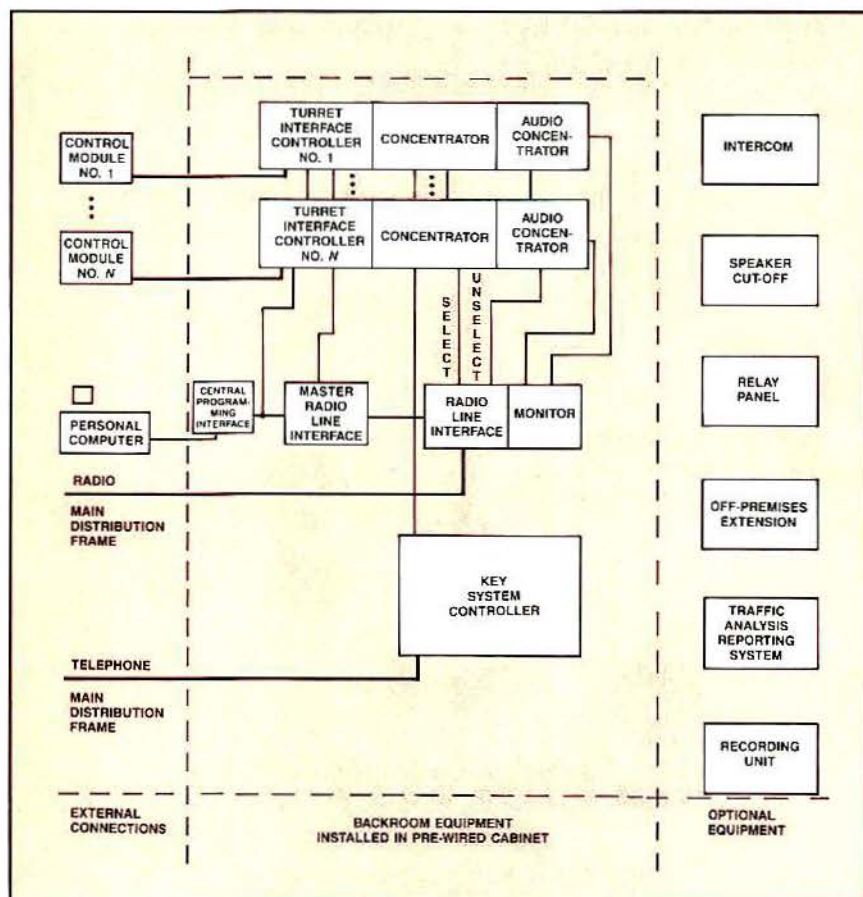 TURRET
INTERFACE
CONTROLLER
NO. 1
CONCENTRATOR
AUDIO
CONCEN-
TRATOR
CONTROL
MODULE
NO. 1
INTERCOM
TURRET
INTERFACE
CONTROLLER
NO. N
CONCENTRATOR
AUDIO
CONCEN-
TRATOR
CONTROL
MODULE
NO. N
SPEAKER
CUT-OFF
SELECT
UNSELECT
PERSONAL
COMPUTER
CENTRAL
PROGRAM-
MING
INTERFACE
MASTER
RADIO
LINE
INTERFACE
RADIO
LINE
INTERFACE
MONITOR
RELAY
PANEL
RADIO
MAIN
DISTRIBUTION
FRAME
OFF-PREMISES
EXTENSION
KEY
SYSTEM
CONTROLLER
TRAFFIC
ANALYSIS
REPORTING
SYSTEM
TELEPHONE
MAIN
DISTRIBUTION
FRAME
RECORDING
UNIT
EXTERNAL
CONNECTIONS
BACKROOM EQUIPMENT
INSTALLED IN PRE-WIRED CABINET
OPTIONAL
EQUIPMENT